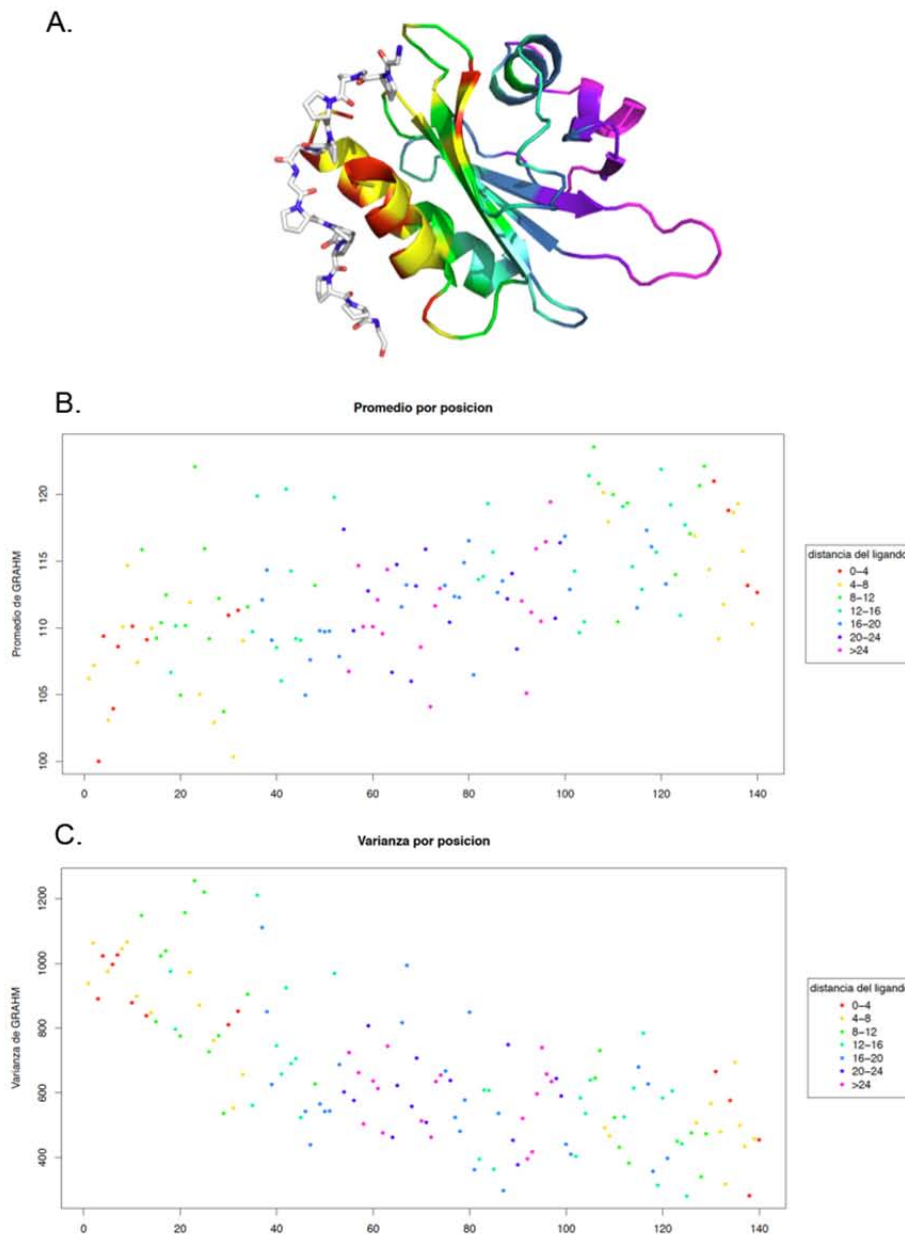 A.
B.
Promedio por posicion
Promedio de GRAHM
120
115
110
105
100
0 20 40 60 80 100 120 140
distancia del ligando
0-4
4-8
8-12
12-16
16-20
20-24
>24
C.
Varianza por posicion
Varianza de GRAHM
1200
1000
800
600
400
0 20 40 60 80 100 120 140
distancia del ligando
0-4
4-8
8-12
12-16
16-20
20-24
>24